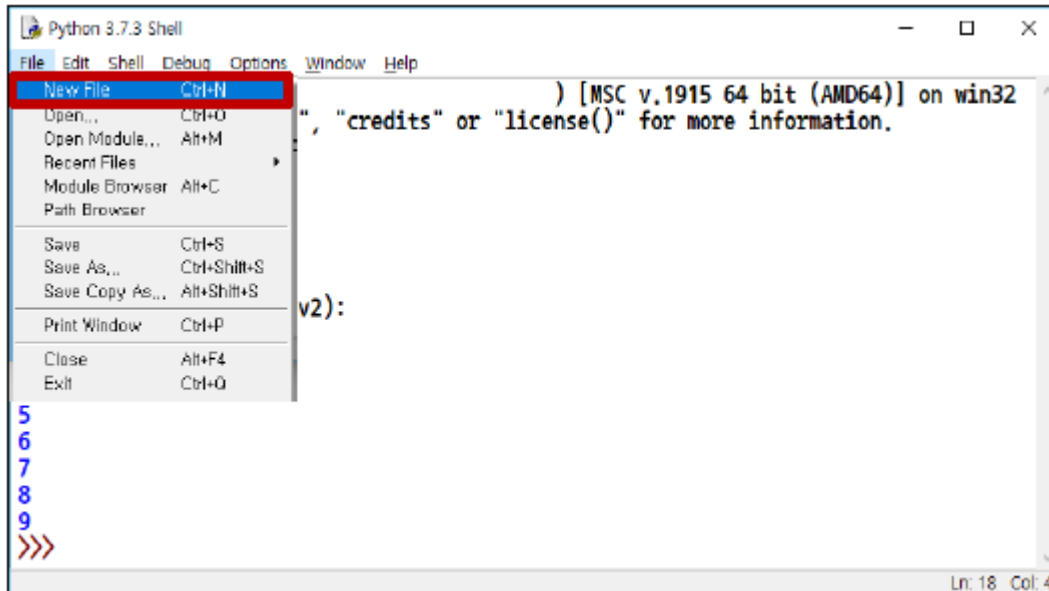 Python 3.7.3 Shell
File Edit Shell Debug Options Window Help
New File Ctrl+N
) [MSC v.1915 64 bit (AMD64)] on win32
Open... Ctrl+O
", "credits" or "license()" for more information.
Open Module... Alt+M
Recent Files
Module Browser Alt+C
Path Browser
Save Ctrl+S
Save As... Ctrl+Shift+S
Save Copy As... Alt+Shift+S
v2):
Print Window Ctrl+P
Close Alt+F4
Exit Ctrl+Q
5
6
7
8
9
>>>
Ln: 18 Col: 4